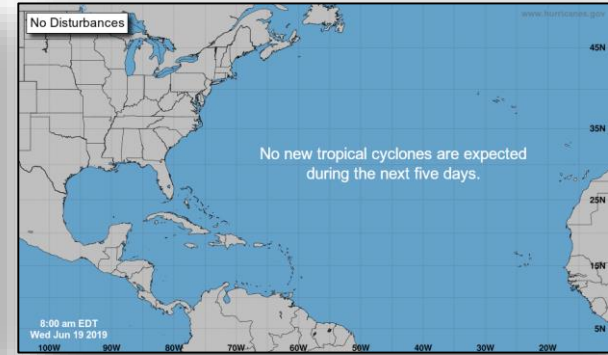 No Disturbances
www.hurricanes.gov
45N
35N
No new tropical cyclones are expected
during the next five days.
25N
15N
5N
8:00 am EDT
Wed Jun 19 2019
100W 90W 80W 70W 60W 50W 40W 30W 20W 10W